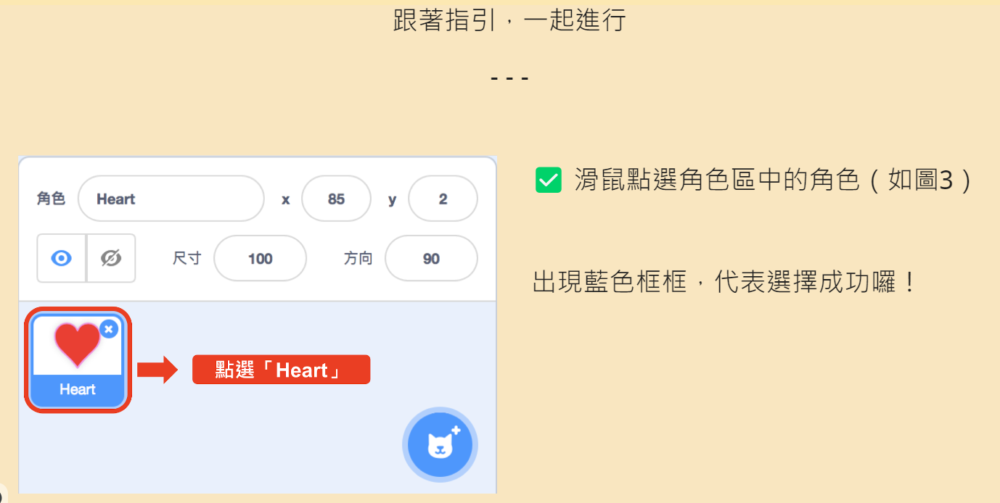 跟著指引，一起進行
---
角色 Heart x 85 y 2
尺寸 100 方向 90
Heart
點選「Heart」
✅ 滑鼠點選角色區中的角色（如圖3）
出現藍色框框，代表選擇成功囉！